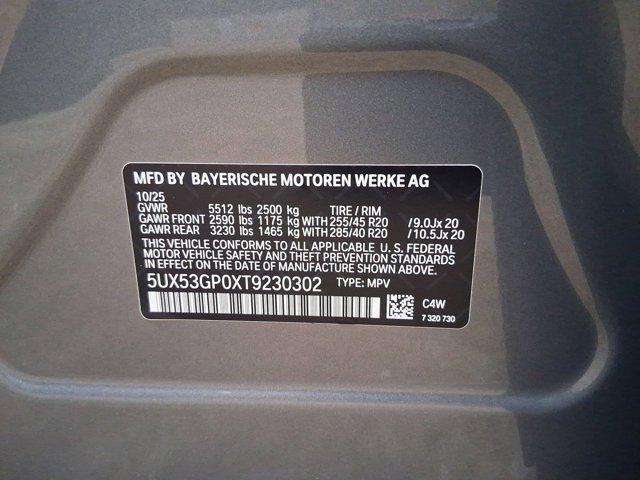 MFD BY BAYERISCHE MOTOREN WERKE AG
10/25
GVWR 5512 lbs 2500 kg TIRE / RIM
GAWR FRONT 2590 lbs 1175 kg WITH 255/45 R20 /9.0Jx 20
GAWR REAR 3230 lbs 1465 kg WITH 285/40 R20 /10.5Jx 20
THIS VEHICLE CONFORMS TO ALL APPLICABLE U. S. FEDERAL
MOTOR VEHICLE SAFETY AND THEFT PREVENTION STANDARDS
IN EFFECT ON THE DATE OF MANUFACTURE SHOWN ABOVE.
5UX53GP0XT9230302 TYPE: MPV
C4W
7 320 730